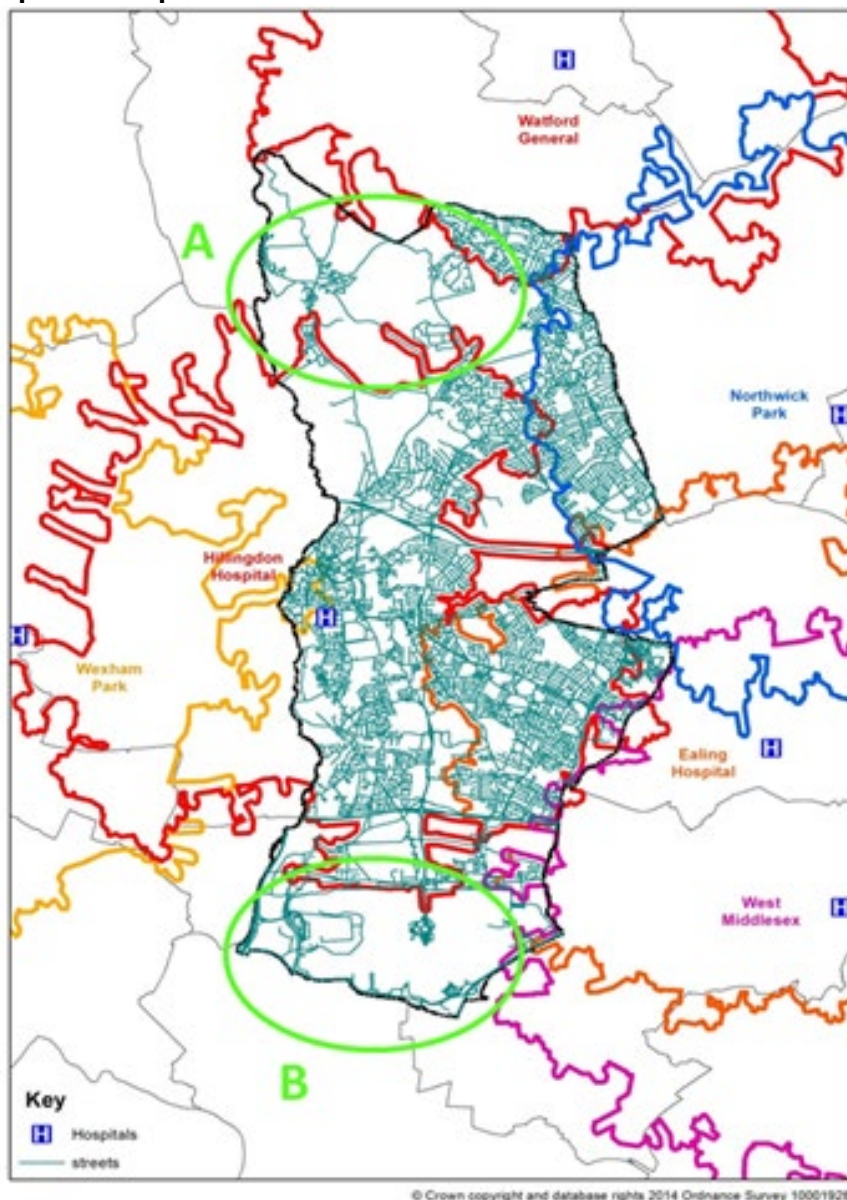 Watford
General
A
Northwick
Park
Hillingdon
Hospital
Wexham
Park
Ealing
Hospital
West
Middlesex
B
Key
H Hospitals
streets
© Crown copyright and database rights 2014 Ordnance Survey